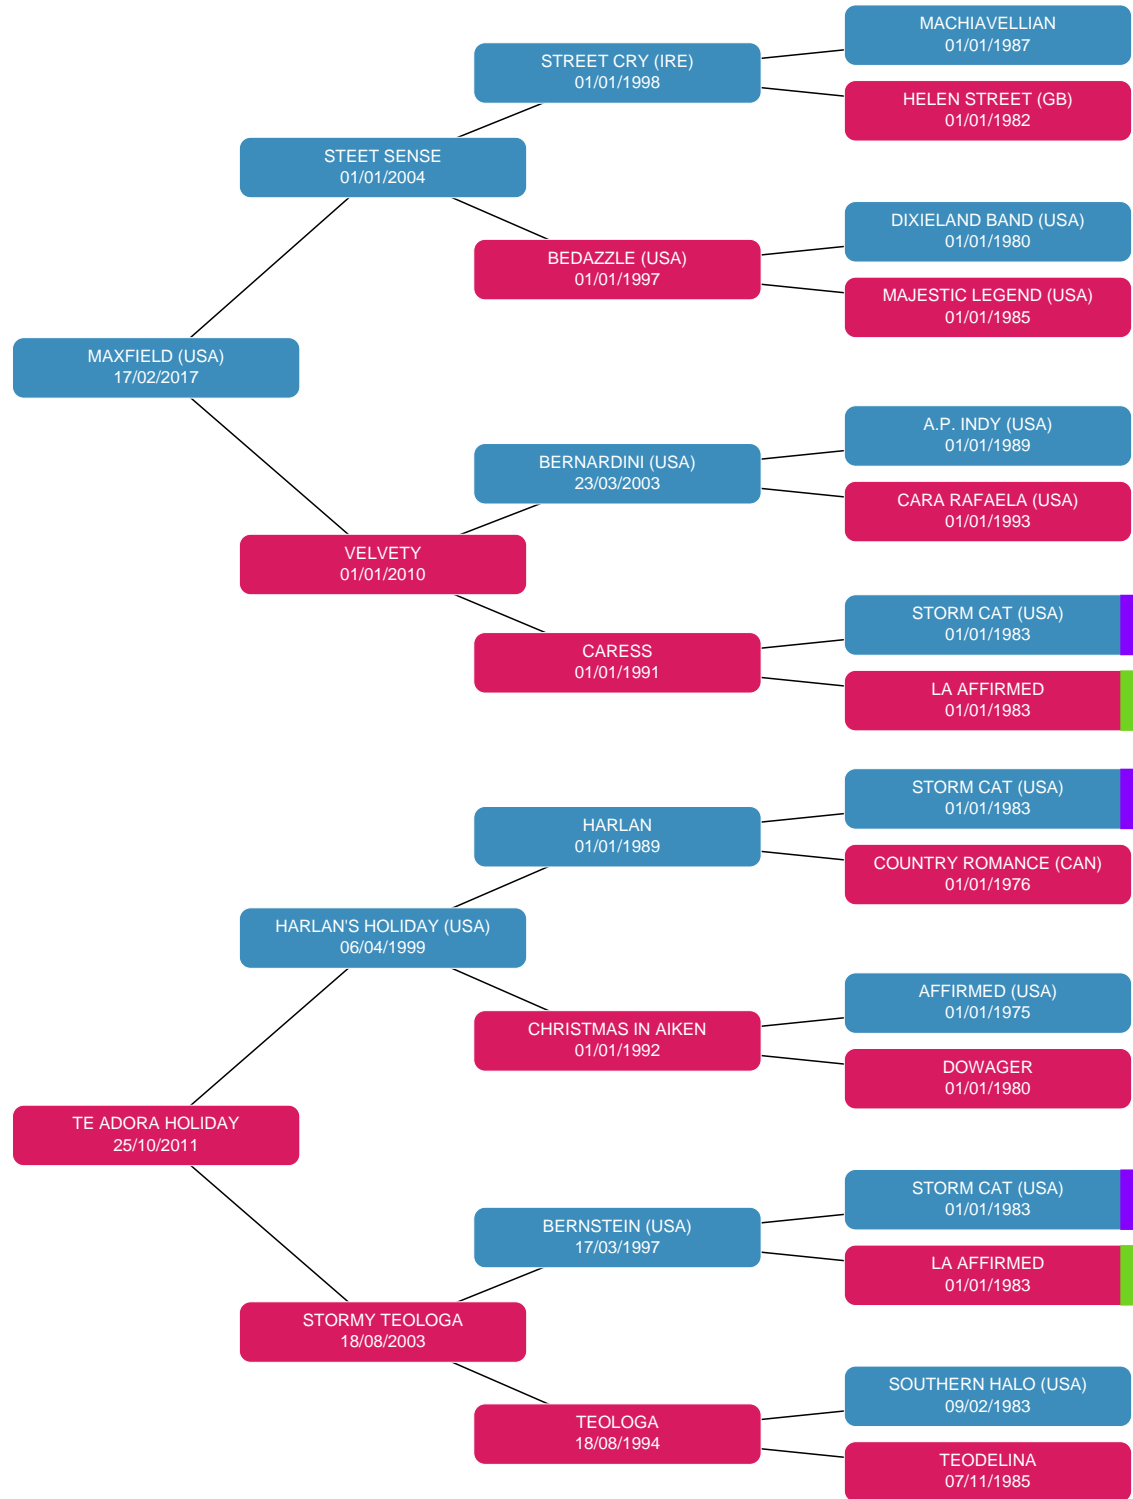 MACHIAVELLIAN
01/01/1987
STREET CRY (IRE)
01/01/1998
HELEN STREET (GB)
01/01/1982
STEET SENSE
01/01/2004
DIXIELAND BAND (USA)
01/01/1980
BEDAZZLE (USA)
01/01/1997
MAJESTIC LEGEND (USA)
01/01/1985
MAXFIELD (USA)
17/02/2017
A.P. INDY (USA)
01/01/1989
BERNARDINI (USA)
23/03/2003
CARA RAFAELA (USA)
01/01/1993
VELVETY
01/01/2010
STORM CAT (USA)
01/01/1983
CARESS
01/01/1991
LA AFFIRMED
01/01/1983
STORM CAT (USA)
01/01/1983
HARLAN
01/01/1989
COUNTRY ROMANCE (CAN)
01/01/1976
HARLAN'S HOLIDAY (USA)
06/04/1999
AFFIRMED (USA)
01/01/1975
CHRISTMAS IN AIKEN
01/01/1992
DOWAGER
01/01/1980
TE ADORA HOLIDAY
25/10/2011
STORM CAT (USA)
01/01/1983
BERNSTEIN (USA)
17/03/1997
LA AFFIRMED
01/01/1983
STORMY TEOLOGA
18/08/2003
SOUTHERN HALO (USA)
09/02/1983
TEOLOGA
18/08/1994
TEODELINA
07/11/1985